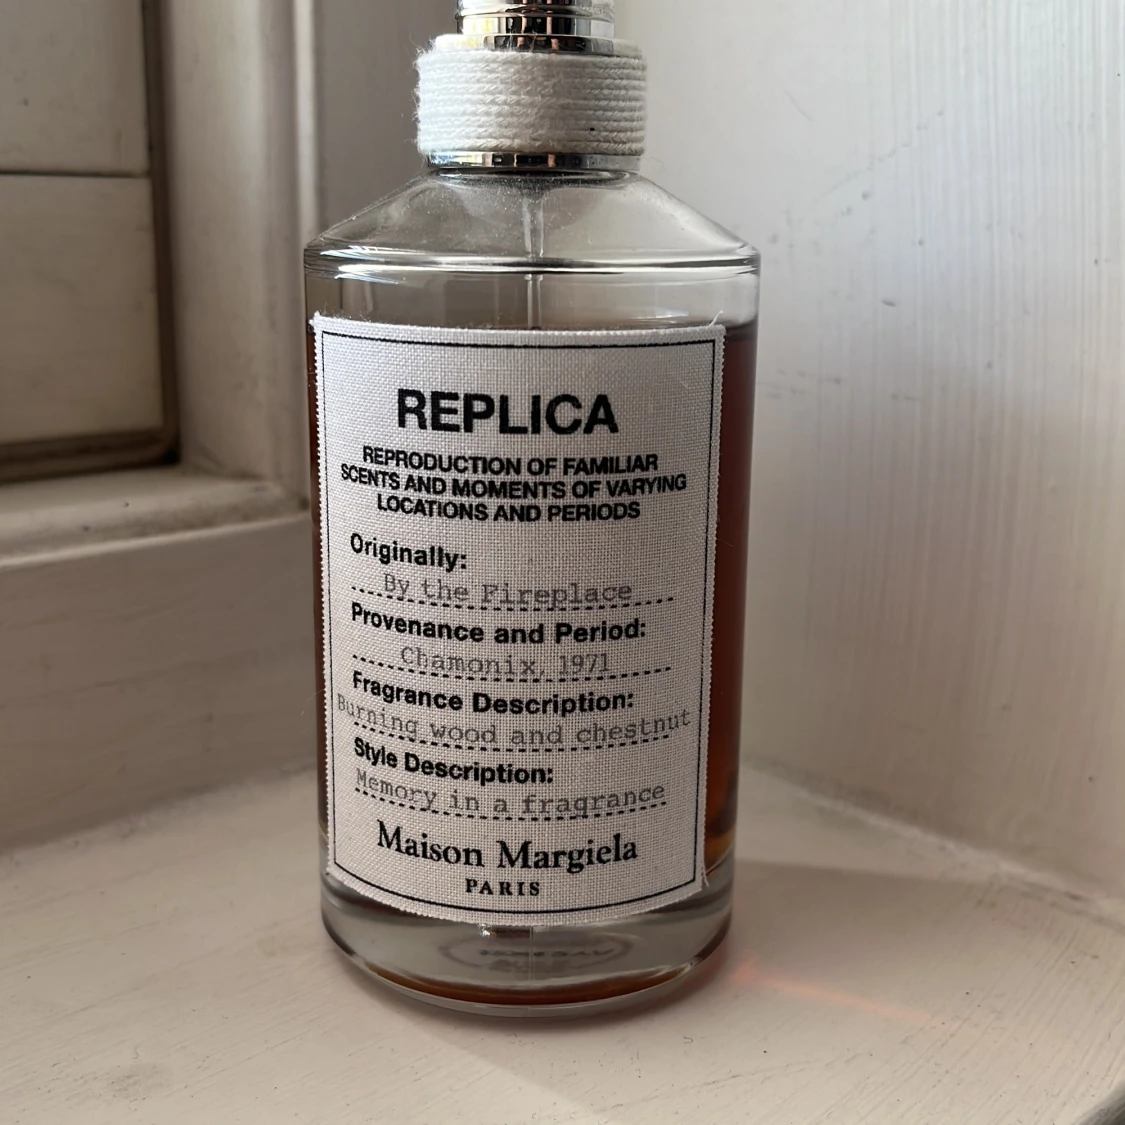 REPLICA
REPRODUCTION OF FAMILIAR
SCENTS AND MOMENTS OF VARYING
LOCATIONS AND PERIODS
Originally:
By the Fireplace
Provenance and Period:
Chamonix, 1971
Fragrance Description:
Burning wood and chestnut
Style Description:
Memory in a fragrance
Maison Margiela
PARIS